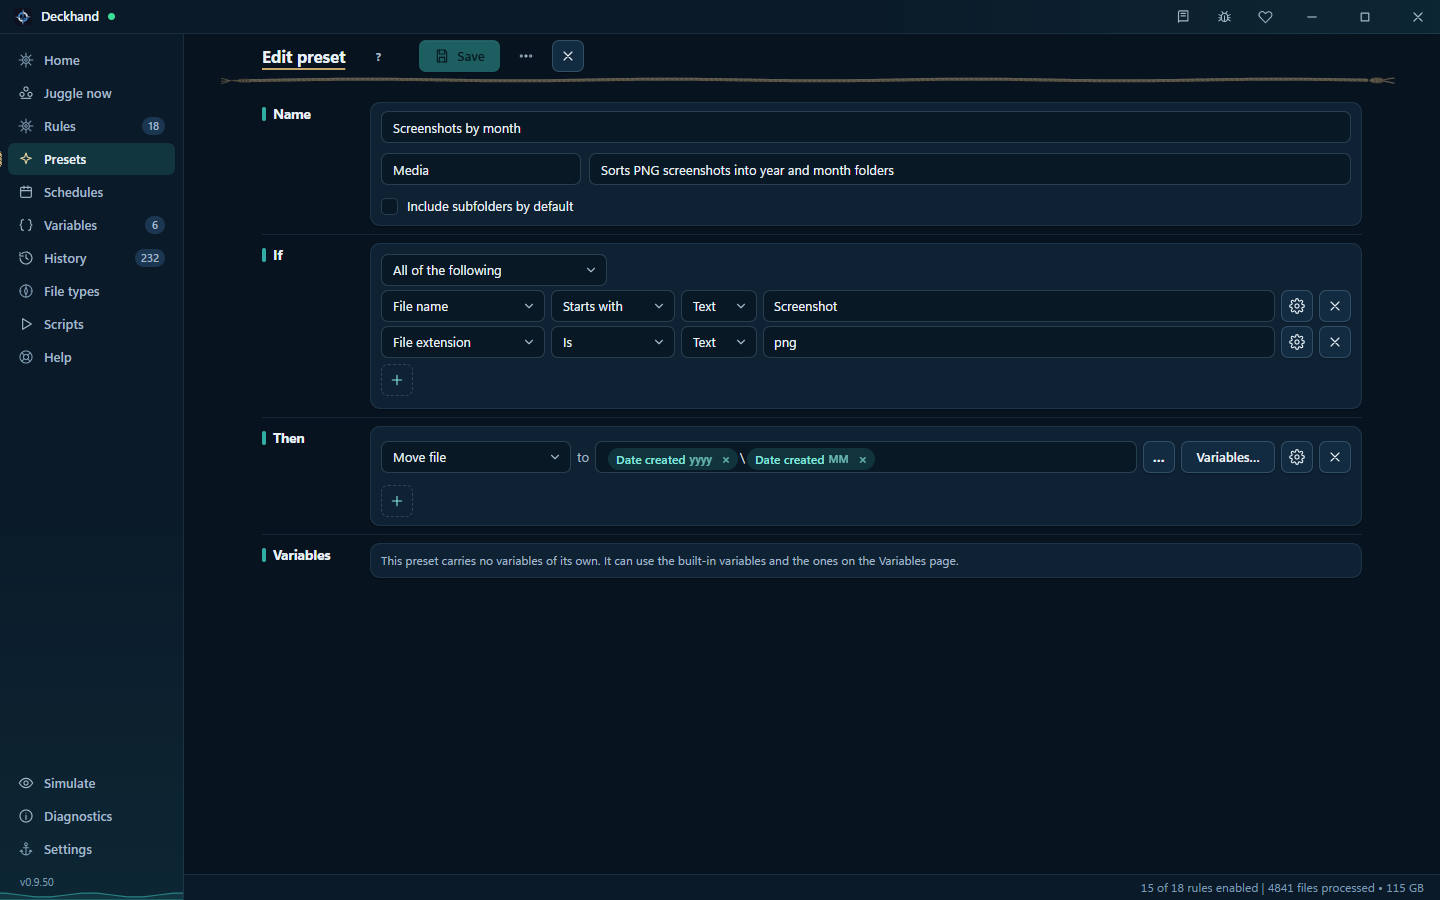 Deckhand
Home
Juggle now
Rules 18
Presets
Schedules
Variables 6
History 232
File types
Scripts
Help
Simulate
Diagnostics
Settings
v0.9.50
Edit preset ? Save ••• ×
Name
Screenshots by month
Media Sorts PNG screenshots into year and month folders
Include subfolders by default
If
All of the following
File name Starts with Text Screenshot
File extension Is Text png
+
Then
Move file to Date created yyyy × \ Date created MM × ... Variables...
+
Variables
This preset carries no variables of its own. It can use the built-in variables and the ones on the Variables page.
15 of 18 rules enabled | 4841 files processed • 115 GB